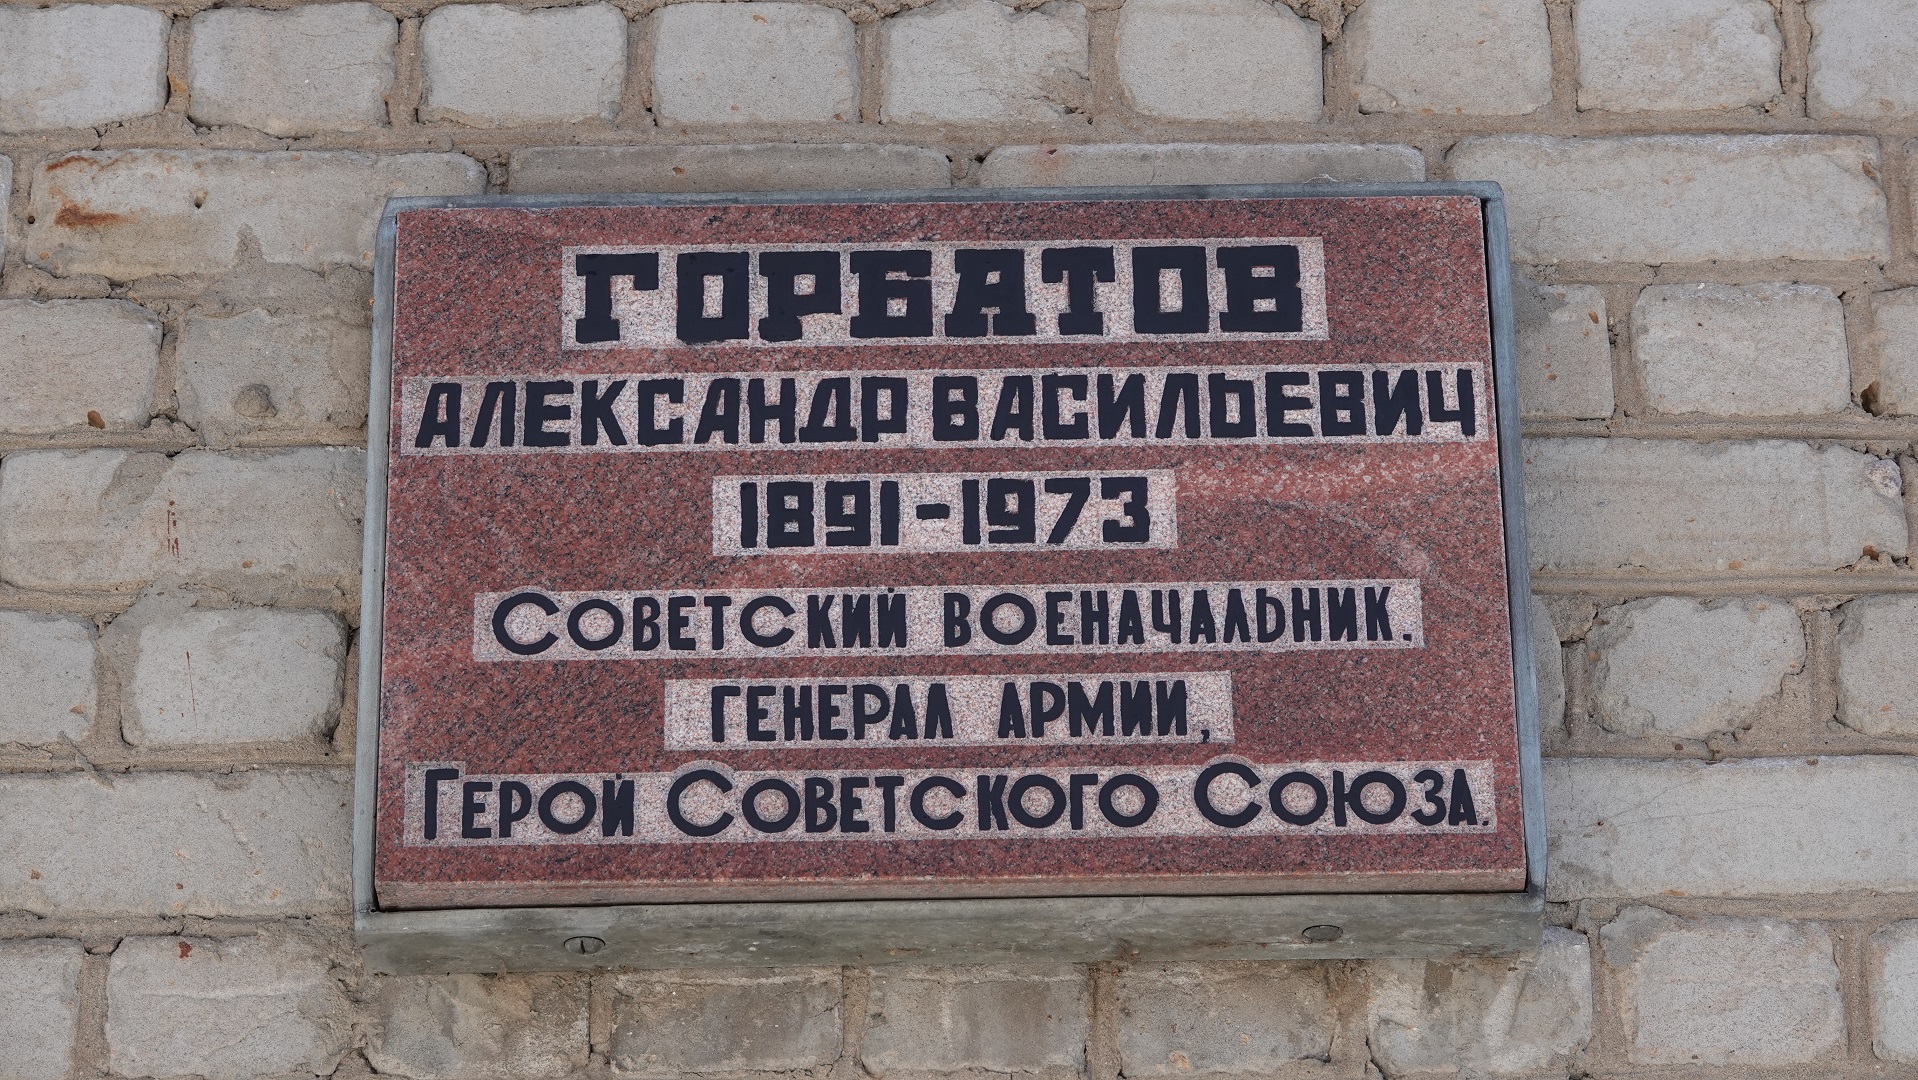 ГОРБАТОВ
АЛЕКСАНДР ВАСИЛЬЕВИЧ
1891-1973
СОВЕТСКИЙ ВОЕНАЧАЛЬНИК.
ГЕНЕРАЛ АРМИИ,
ГЕРОЙ СОВЕТСКОГО СОЮЗА.